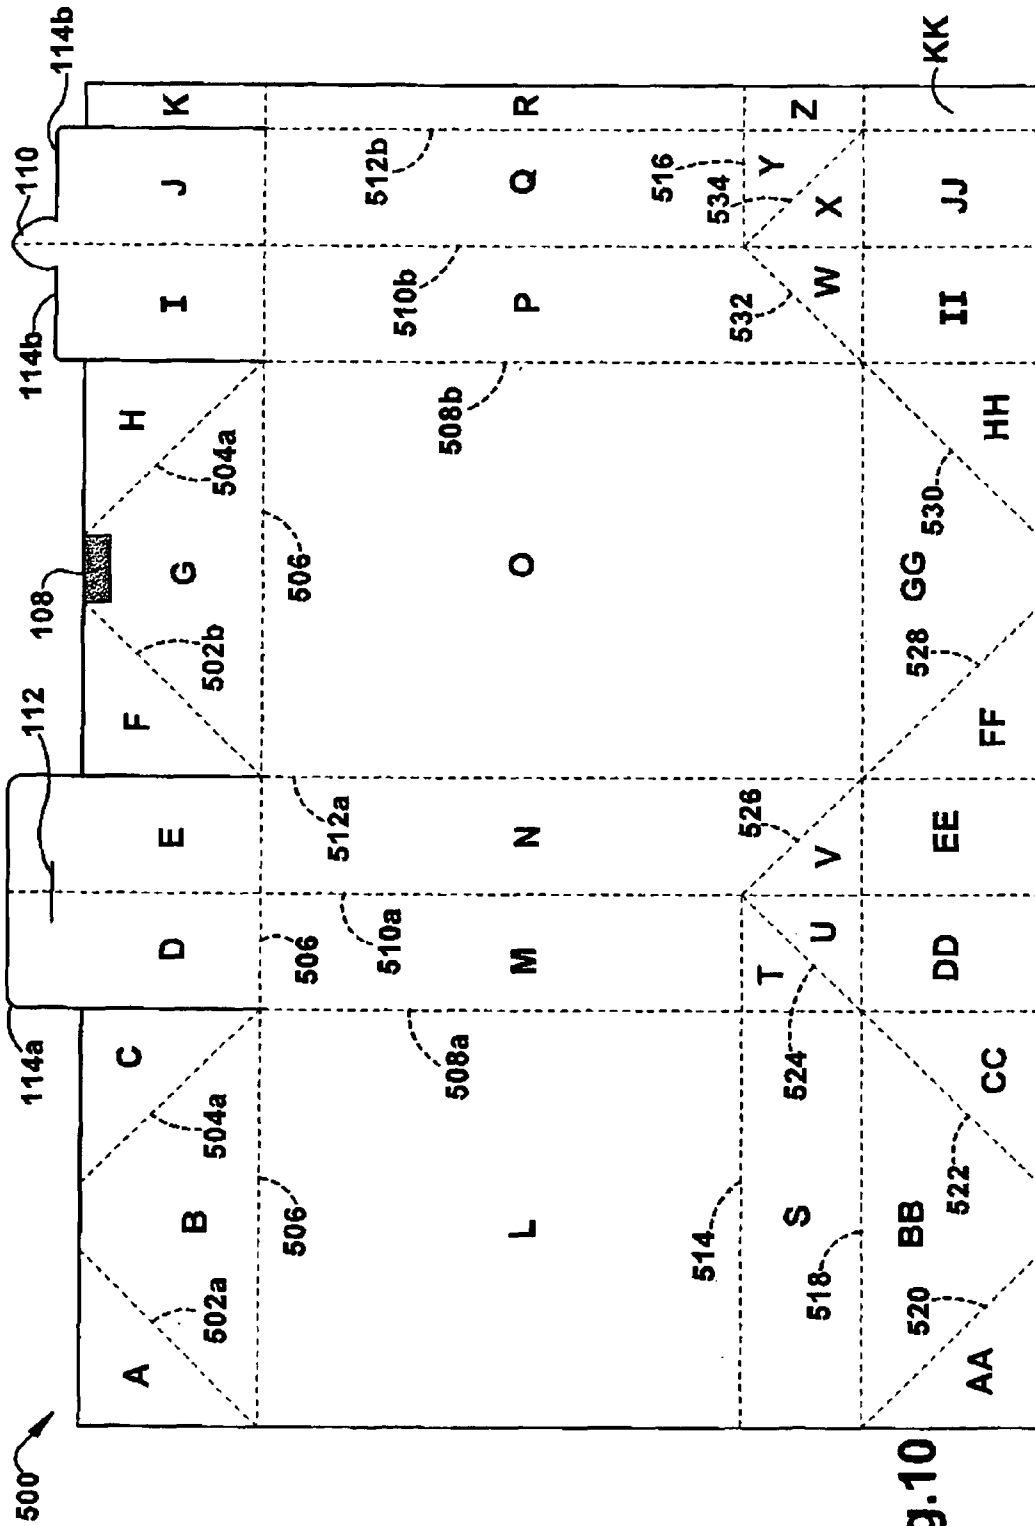 500
114a
112
108
114b
110
114b
A
C
F
H
B
D
E
G
I
J
K
502a
504a
502b
504a
506
506
506
512a
510a
512b
508a
508b
510b
L
M
N
O
P
Q
R
514
516
534
526
532
T
Y
S
524
U
V
W
X
Z
518
520
BB
522
GG
528
530
DD
EE
II
JJ
KK
AA
CC
FF
HH
g.10